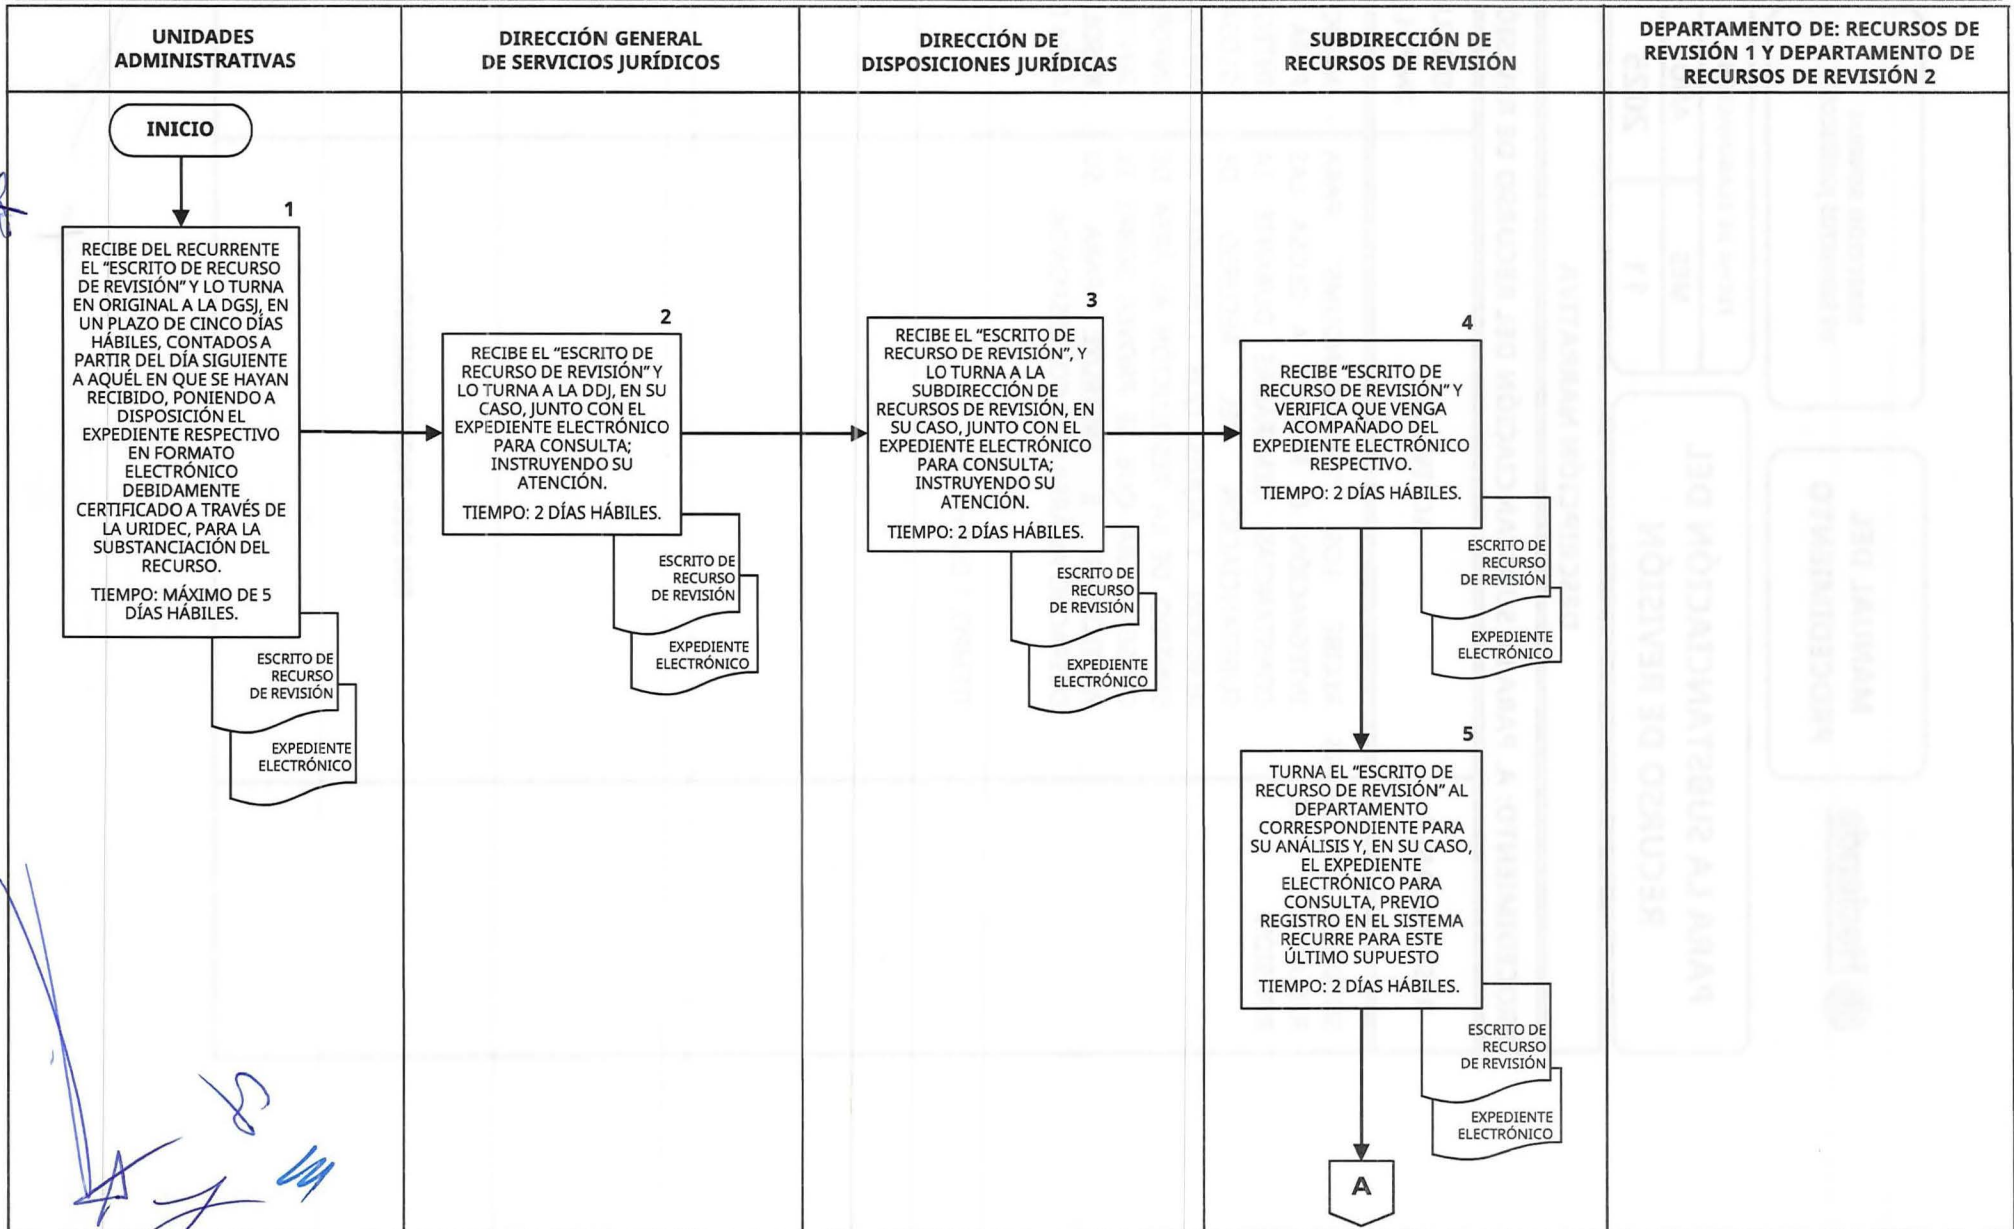 UNIDADES
ADMINISTRATIVAS
DIRECCIÓN GENERAL
DE SERVICIOS JURÍDICOS
DIRECCIÓN DE
DISPOSICIONES JURÍDICAS
SUBDIRECCIÓN DE
RECURSOS DE REVISIÓN
DEPARTAMENTO DE: RECURSOS DE
REVISIÓN 1 Y DEPARTAMENTO DE
RECURSOS DE REVISIÓN 2
INICIO
1
RECIBE DEL RECURRENTE
EL “ESCRITO DE RECURSO
DE REVISIÓN” Y LO TURNA
EN ORIGINAL A LA DGSJ, EN
UN PLAZO DE CINCO DÍAS
HÁBILES, CONTADOS A
PARTIR DEL DÍA SIGUIENTE
A AQUÉL EN QUE SE HAYAN
RECIBIDO, PONIENDO A
DISPOSICIÓN EL
EXPEDIENTE RESPECTIVO
EN FORMATO
ELECTRÓNICO
DEBIDAMENTE
CERTIFICADO A TRAVÉS DE
LA URIDEC, PARA LA
SUBSTANCIACIÓN DEL
RECURSO.
TIEMPO: MÁXIMO DE 5
DÍAS HÁBILES.
ESCRITO DE
RECURSO
DE REVISIÓN
EXPEDIENTE
ELECTRÓNICO
2
RECIBE EL “ESCRITO DE
RECURSO DE REVISIÓN” Y
LO TURNA A LA DDJ, EN SU
CASO, JUNTO CON EL
EXPEDIENTE ELECTRÓNICO
PARA CONSULTA;
INSTRUYENDO SU
ATENCIÓN.
TIEMPO: 2 DÍAS HÁBILES.
ESCRITO DE
RECURSO
DE REVISIÓN
EXPEDIENTE
ELECTRÓNICO
3
RECIBE EL “ESCRITO DE
RECURSO DE REVISIÓN”, Y
LO TURNA A LA
SUBDIRECCIÓN DE
RECURSOS DE REVISIÓN, EN
SU CASO, JUNTO CON EL
EXPEDIENTE ELECTRÓNICO
PARA CONSULTA;
INSTRUYENDO SU
ATENCIÓN.
TIEMPO: 2 DÍAS HÁBILES.
ESCRITO DE
RECURSO
DE REVISIÓN
EXPEDIENTE
ELECTRÓNICO
4
RECIBE “ESCRITO DE
RECURSO DE REVISIÓN” Y
VERIFICA QUE VENGA
ACOMPAÑADO DEL
EXPEDIENTE ELECTRÓNICO
RESPECTIVO.
TIEMPO: 2 DÍAS HÁBILES.
ESCRITO DE
RECURSO
DE REVISIÓN
EXPEDIENTE
ELECTRÓNICO
5
TURNA EL “ESCRITO DE
RECURSO DE REVISIÓN” AL
DEPARTAMENTO
CORRESPONDIENTE PARA
SU ANÁLISIS Y, EN SU CASO,
EL EXPEDIENTE
ELECTRÓNICO PARA
CONSULTA, PREVIO
REGISTRO EN EL SISTEMA
RECURRE PARA ESTE
ÚLTIMO SUPUESTO
TIEMPO: 2 DÍAS HÁBILES.
ESCRITO DE
RECURSO
DE REVISIÓN
EXPEDIENTE
ELECTRÓNICO
A